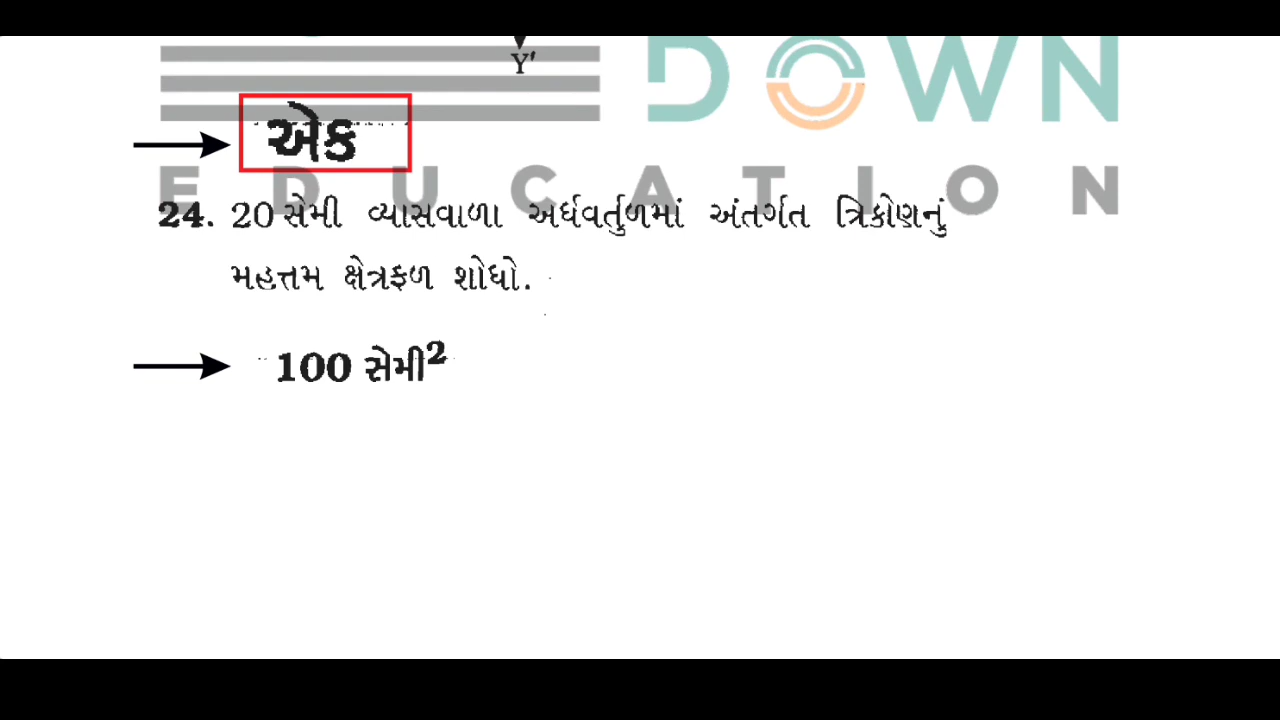 Y′
DOWN
એક
EDUCATION
24. 20 સેમી વ્યાસવાળા અર્ધવર્તુળમાં અંતર્ગત ત્રિકોણનું
મહત્તમ ક્ષેત્રફળ શોધો.
100 સેમી²